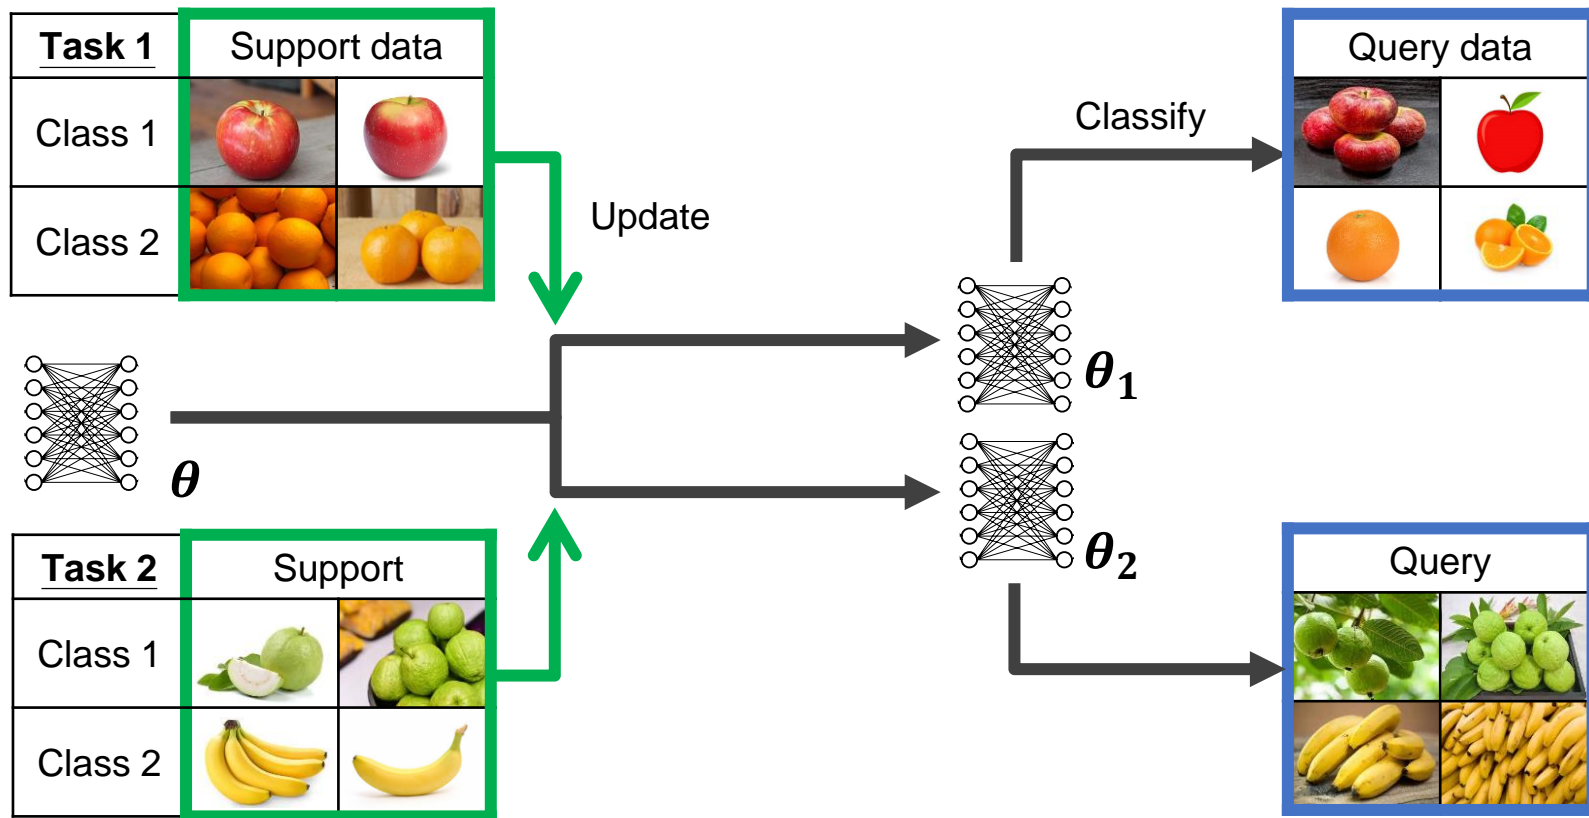 Task 1
Support data
Query data
Class 1
Classify
Class 2
Update
θ
θ₁
θ₂
Task 2
Support
Query
Class 1
Class 2